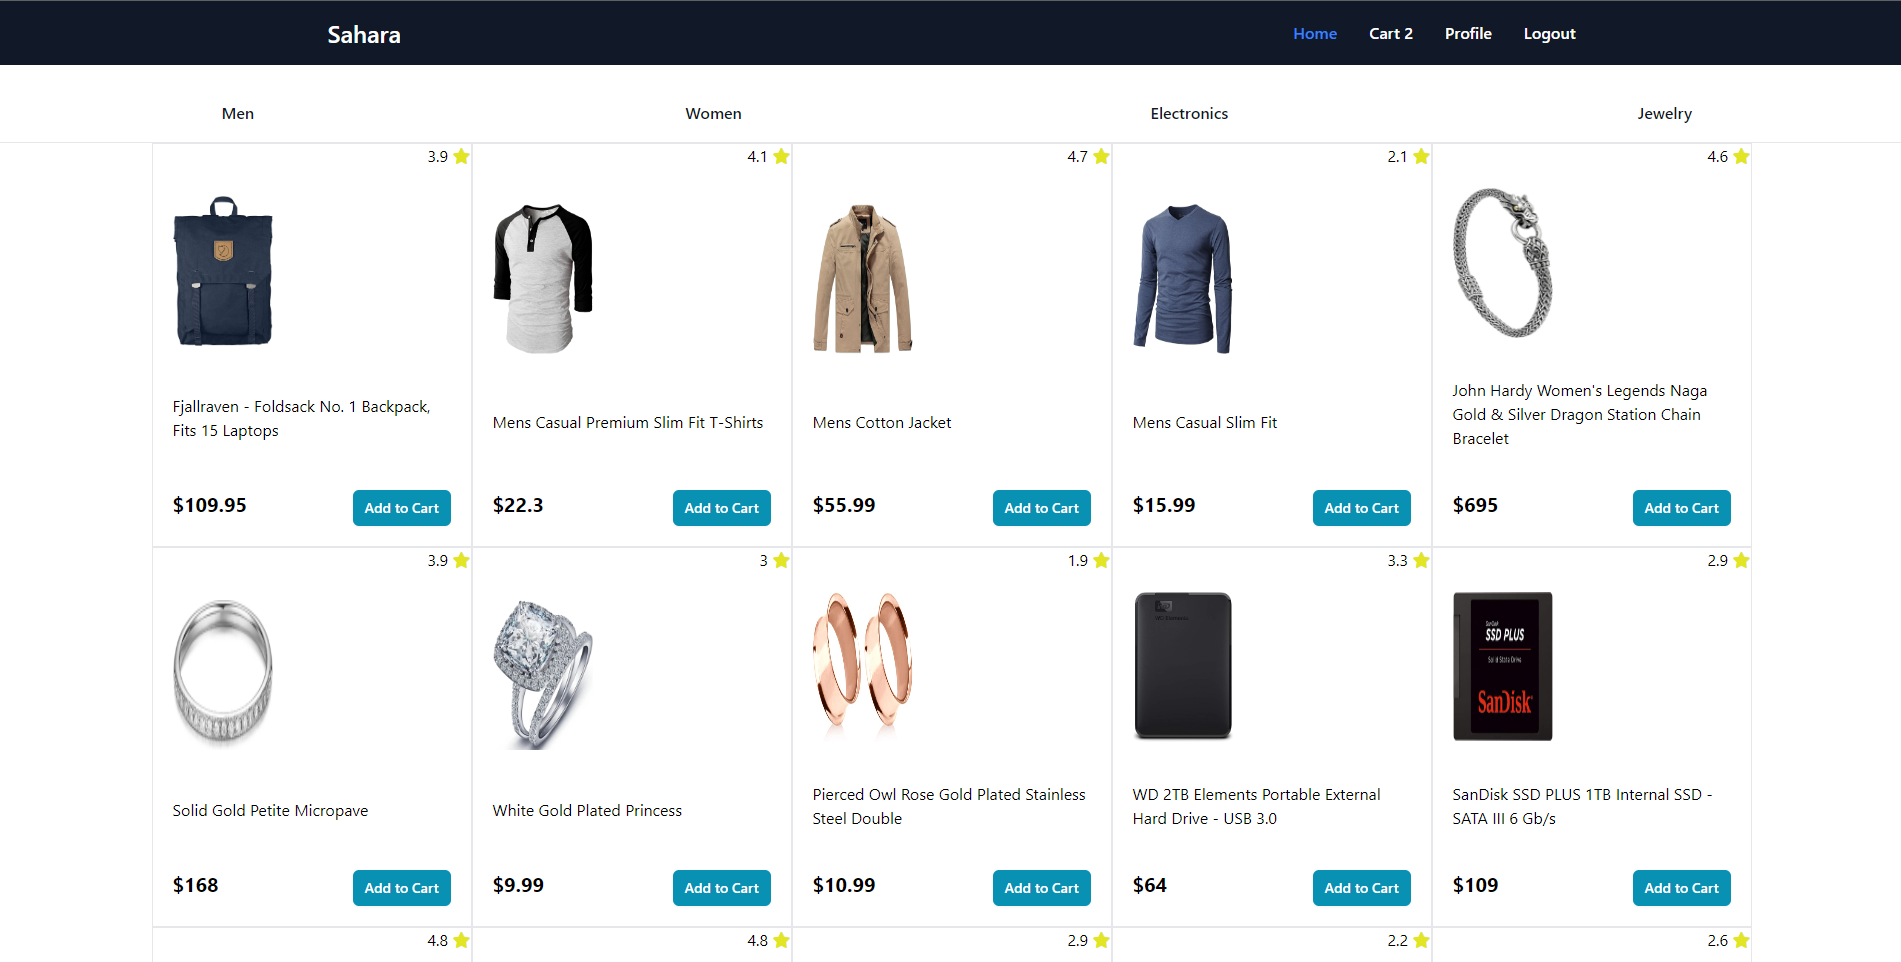 Sahara
Home Cart 2 Profile Logout
Men Women Electronics Jewelry
3.9 4.1 4.7 2.1 4.6
Fjallraven - Foldsack No. 1 Backpack,
Fits 15 Laptops
Mens Casual Premium Slim Fit T-Shirts
Mens Cotton Jacket
Mens Casual Slim Fit
John Hardy Women's Legends Naga
Gold & Silver Dragon Station Chain
Bracelet
$109.95 Add to Cart
$22.3 Add to Cart
$55.99 Add to Cart
$15.99 Add to Cart
$695 Add to Cart
3.9 3 1.9 3.3 2.9
WD Elements
SanDisk
SSD PLUS
Solid State Drive
SanDisk
Solid Gold Petite Micropave
White Gold Plated Princess
Pierced Owl Rose Gold Plated Stainless
Steel Double
WD 2TB Elements Portable External
Hard Drive - USB 3.0
SanDisk SSD PLUS 1TB Internal SSD -
SATA III 6 Gb/s
$168 Add to Cart
$9.99 Add to Cart
$10.99 Add to Cart
$64 Add to Cart
$109 Add to Cart
4.8 4.8 2.9 2.2 2.6